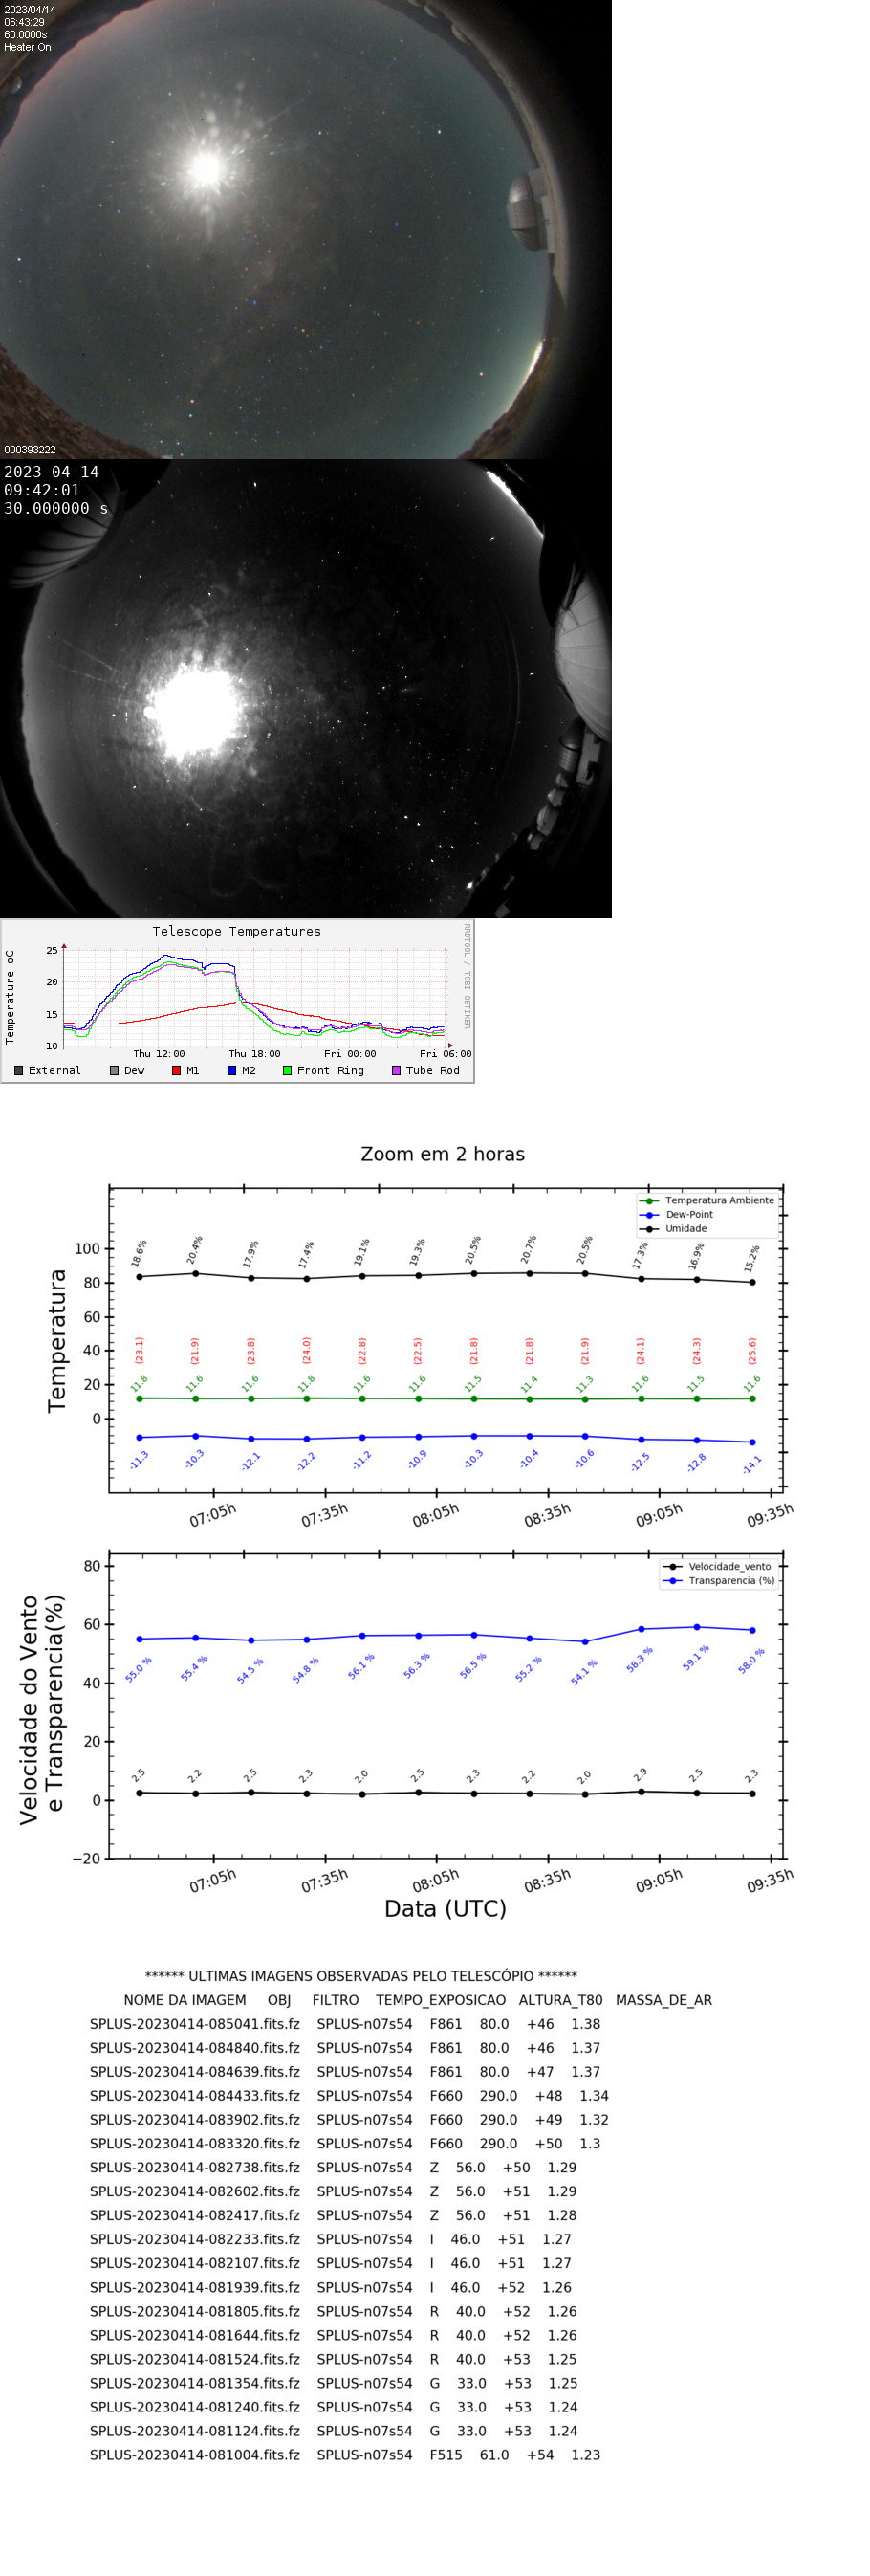 2023/04/14
06:43:29
60.0000s
Heater On
000393222
2023-04-14
09:42:01
30.000000 s
Telescope Temperatures
RRDTOOL / TOBI OETIKER
Temperature oC
25
20
15
10
Thu 12:00 Thu 18:00 Fri 00:00 Fri 06:00
External Dew M1 M2 Front Ring Tube Rod
Zoom em 2 horas
Temperatura Ambiente
Dew-Point
Umidade
Temperatura
100
80
60
40
20
0
18.6% 20.4% 17.9% 17.4% 19.1% 19.3% 20.5% 20.7% 20.5% 17.3% 16.9% 15.2%
(23.1) (21.9) (23.8) (24.0) (22.8) (22.5) (21.8) (21.8) (21.9) (24.1) (24.3) (25.6)
11.8 11.6 11.6 11.8 11.6 11.6 11.5 11.4 11.3 11.6 11.5 11.6
-11.3 -10.3 -12.1 -12.2 -11.2 -10.9 -10.3 -10.4 -10.6 -12.5 -12.8 -14.1
07:05h 07:35h 08:05h 08:35h 09:05h 09:35h
Velocidade_vento
Transparencia (%)
Velocidade do Vento
e Transparencia(%)
80
60
40
20
0
−20
55.0 % 55.4 % 54.5 % 54.8 % 56.1 % 56.3 % 56.5 % 55.2 % 54.1 % 58.3 % 59.1 % 58.0 %
2.5 2.2 2.5 2.3 2.0 2.5 2.3 2.2 2.0 2.9 2.5 2.3
07:05h 07:35h 08:05h 08:35h 09:05h 09:35h
Data (UTC)
****** ULTIMAS IMAGENS OBSERVADAS PELO TELESCÓPIO ******
NOME DA IMAGEM OBJ FILTRO TEMPO_EXPOSICAO ALTURA_T80 MASSA_DE_AR
SPLUS-20230414-085041.fits.fz SPLUS-n07s54 F861 80.0 +46 1.38
SPLUS-20230414-084840.fits.fz SPLUS-n07s54 F861 80.0 +46 1.37
SPLUS-20230414-084639.fits.fz SPLUS-n07s54 F861 80.0 +47 1.37
SPLUS-20230414-084433.fits.fz SPLUS-n07s54 F660 290.0 +48 1.34
SPLUS-20230414-083902.fits.fz SPLUS-n07s54 F660 290.0 +49 1.32
SPLUS-20230414-083320.fits.fz SPLUS-n07s54 F660 290.0 +50 1.3
SPLUS-20230414-082738.fits.fz SPLUS-n07s54 Z 56.0 +50 1.29
SPLUS-20230414-082602.fits.fz SPLUS-n07s54 Z 56.0 +51 1.29
SPLUS-20230414-082417.fits.fz SPLUS-n07s54 Z 56.0 +51 1.28
SPLUS-20230414-082233.fits.fz SPLUS-n07s54 I 46.0 +51 1.27
SPLUS-20230414-082107.fits.fz SPLUS-n07s54 I 46.0 +51 1.27
SPLUS-20230414-081939.fits.fz SPLUS-n07s54 I 46.0 +52 1.26
SPLUS-20230414-081805.fits.fz SPLUS-n07s54 R 40.0 +52 1.26
SPLUS-20230414-081644.fits.fz SPLUS-n07s54 R 40.0 +52 1.26
SPLUS-20230414-081524.fits.fz SPLUS-n07s54 R 40.0 +53 1.25
SPLUS-20230414-081354.fits.fz SPLUS-n07s54 G 33.0 +53 1.25
SPLUS-20230414-081240.fits.fz SPLUS-n07s54 G 33.0 +53 1.24
SPLUS-20230414-081124.fits.fz SPLUS-n07s54 G 33.0 +53 1.24
SPLUS-20230414-081004.fits.fz SPLUS-n07s54 F515 61.0 +54 1.23